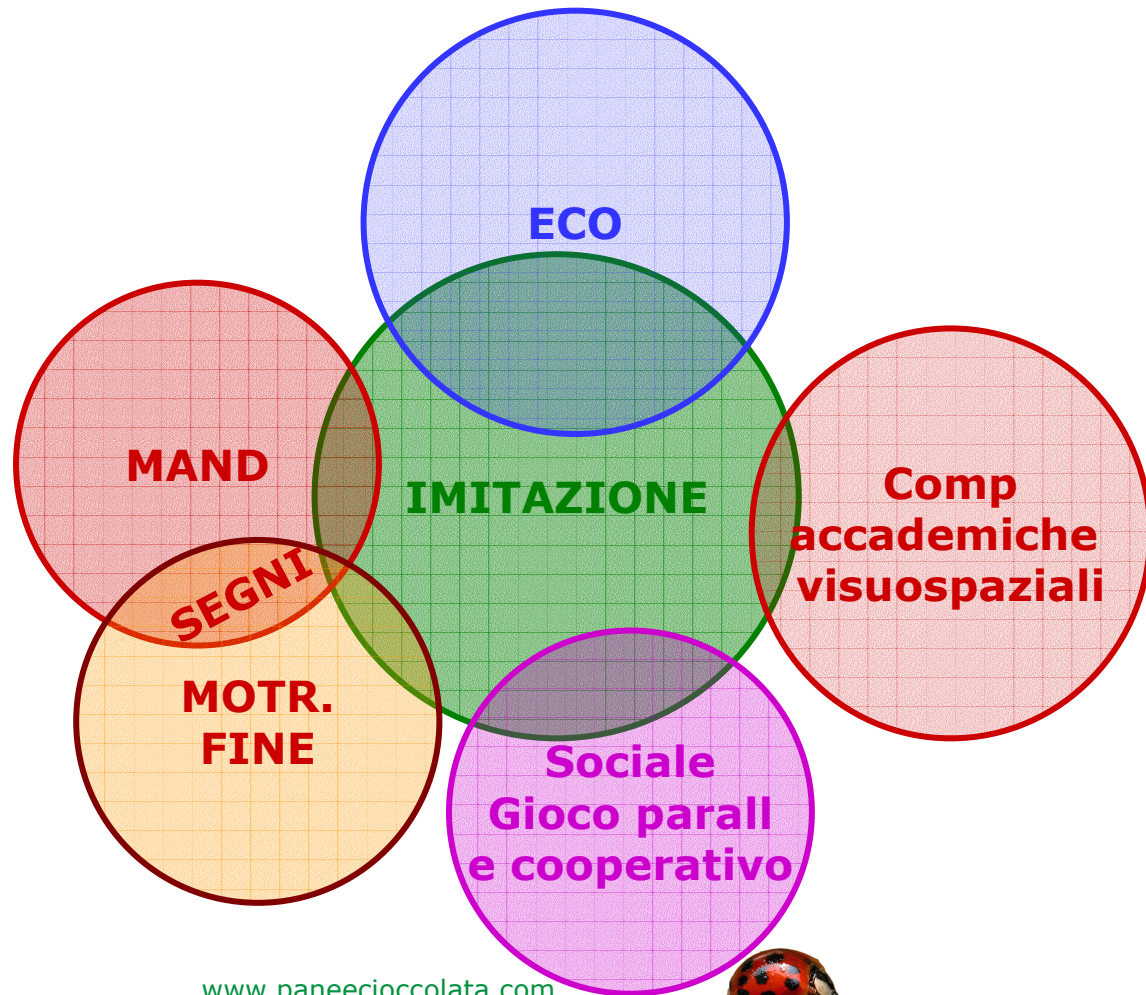 ECO
MAND
IMITAZIONE
Comp
accademiche
visuospaziali
SEGNI
MOTR.
FINE
Sociale
Gioco parall
e cooperativo
www.paneecioccolata.com